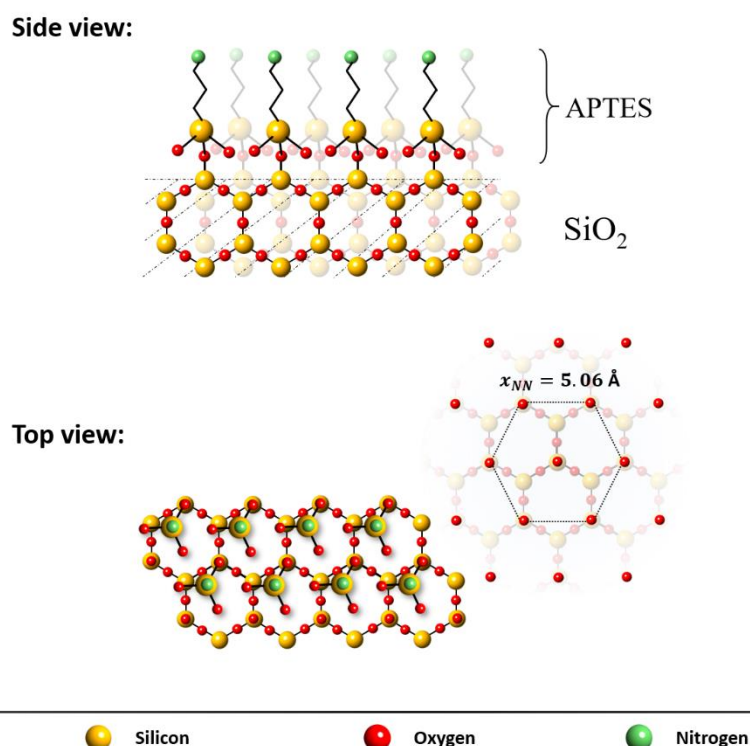 Side view:
APTES
SiO₂
x_NN = 5.06 Å
Top view:
Silicon Oxygen Nitrogen